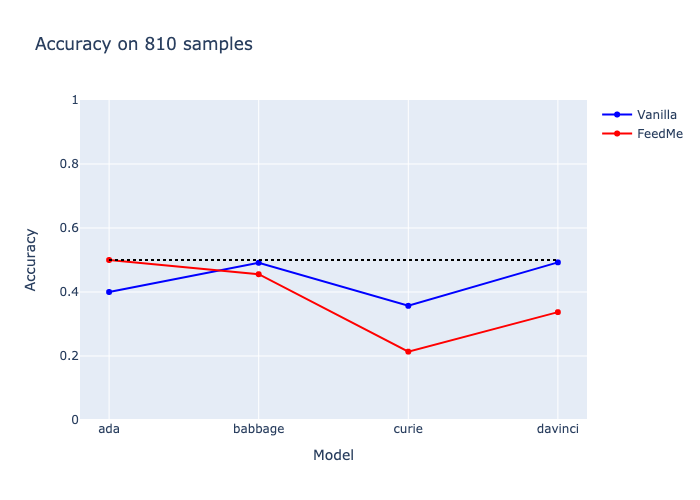 Accuracy on 810 samples
Vanilla
FeedMe
Accuracy
1
0.8
0.6
0.4
0.2
0
ada babbage curie davinci
Model